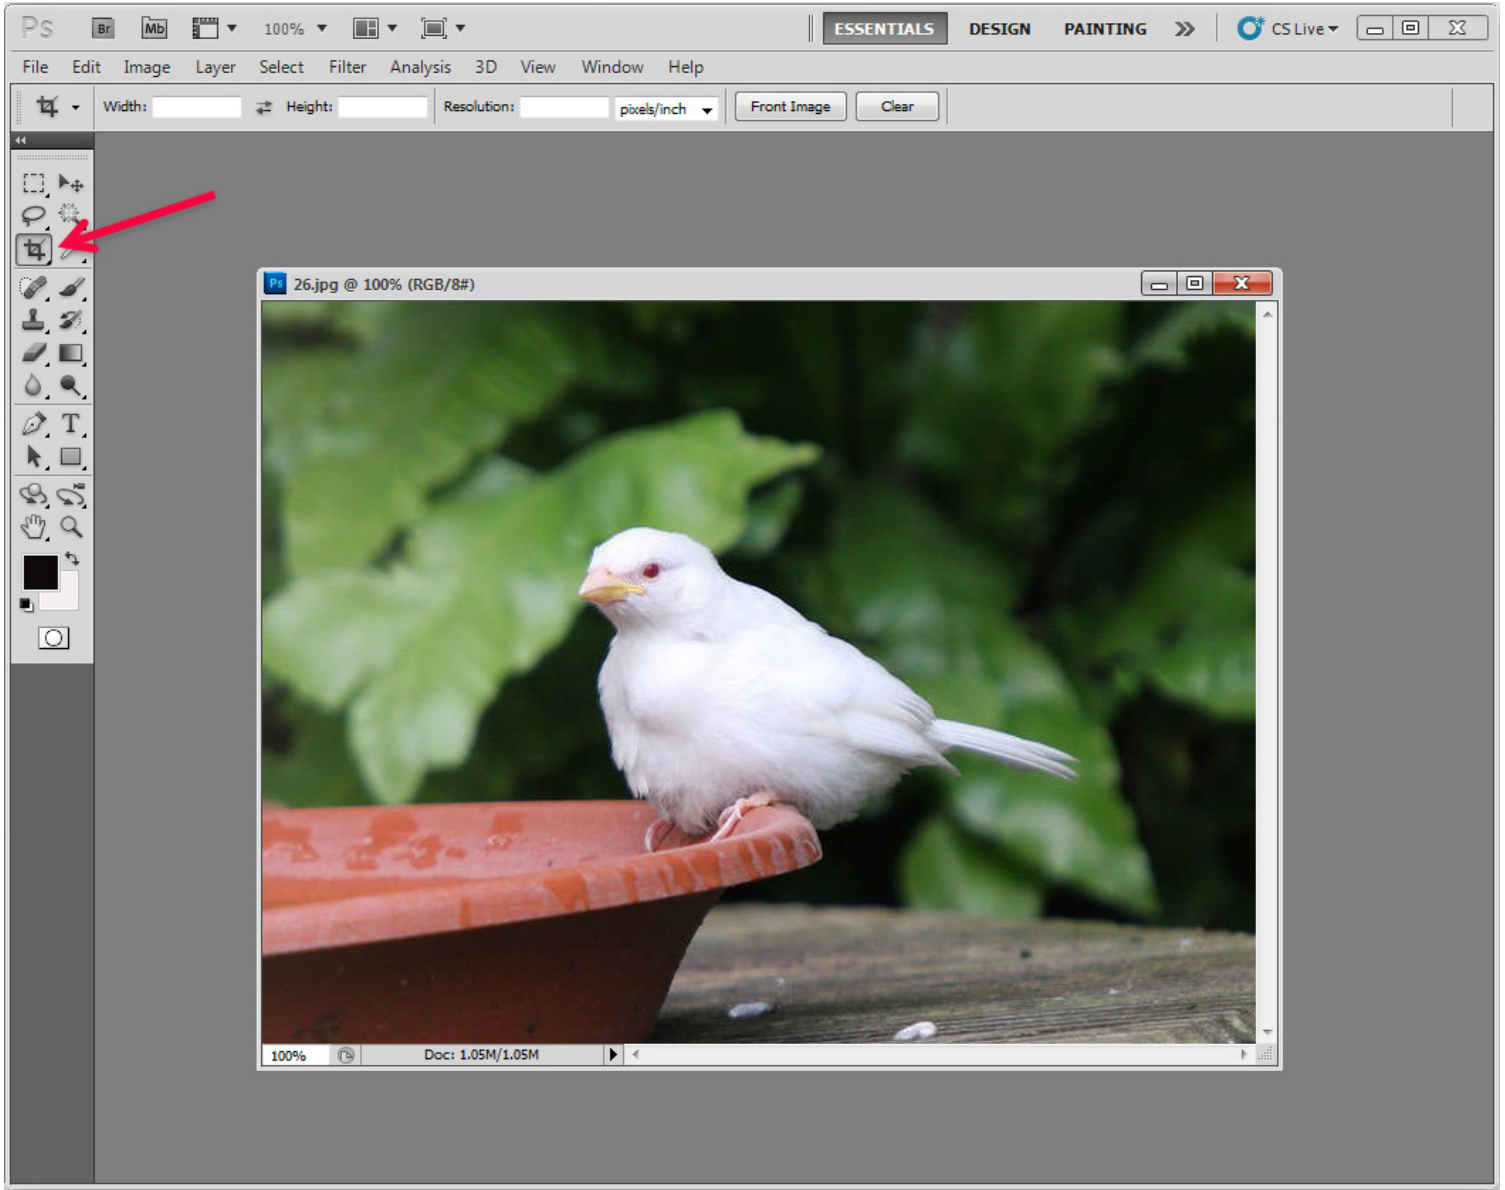 Ps Br Mb 100% ESSENTIALS DESIGN PAINTING CS Live
File Edit Image Layer Select Filter Analysis 3D View Window Help
Width: Height: Resolution: pixels/inch Front Image Clear
Ps 26.jpg @ 100% (RGB/8#)
T
100% Doc: 1.05M/1.05M